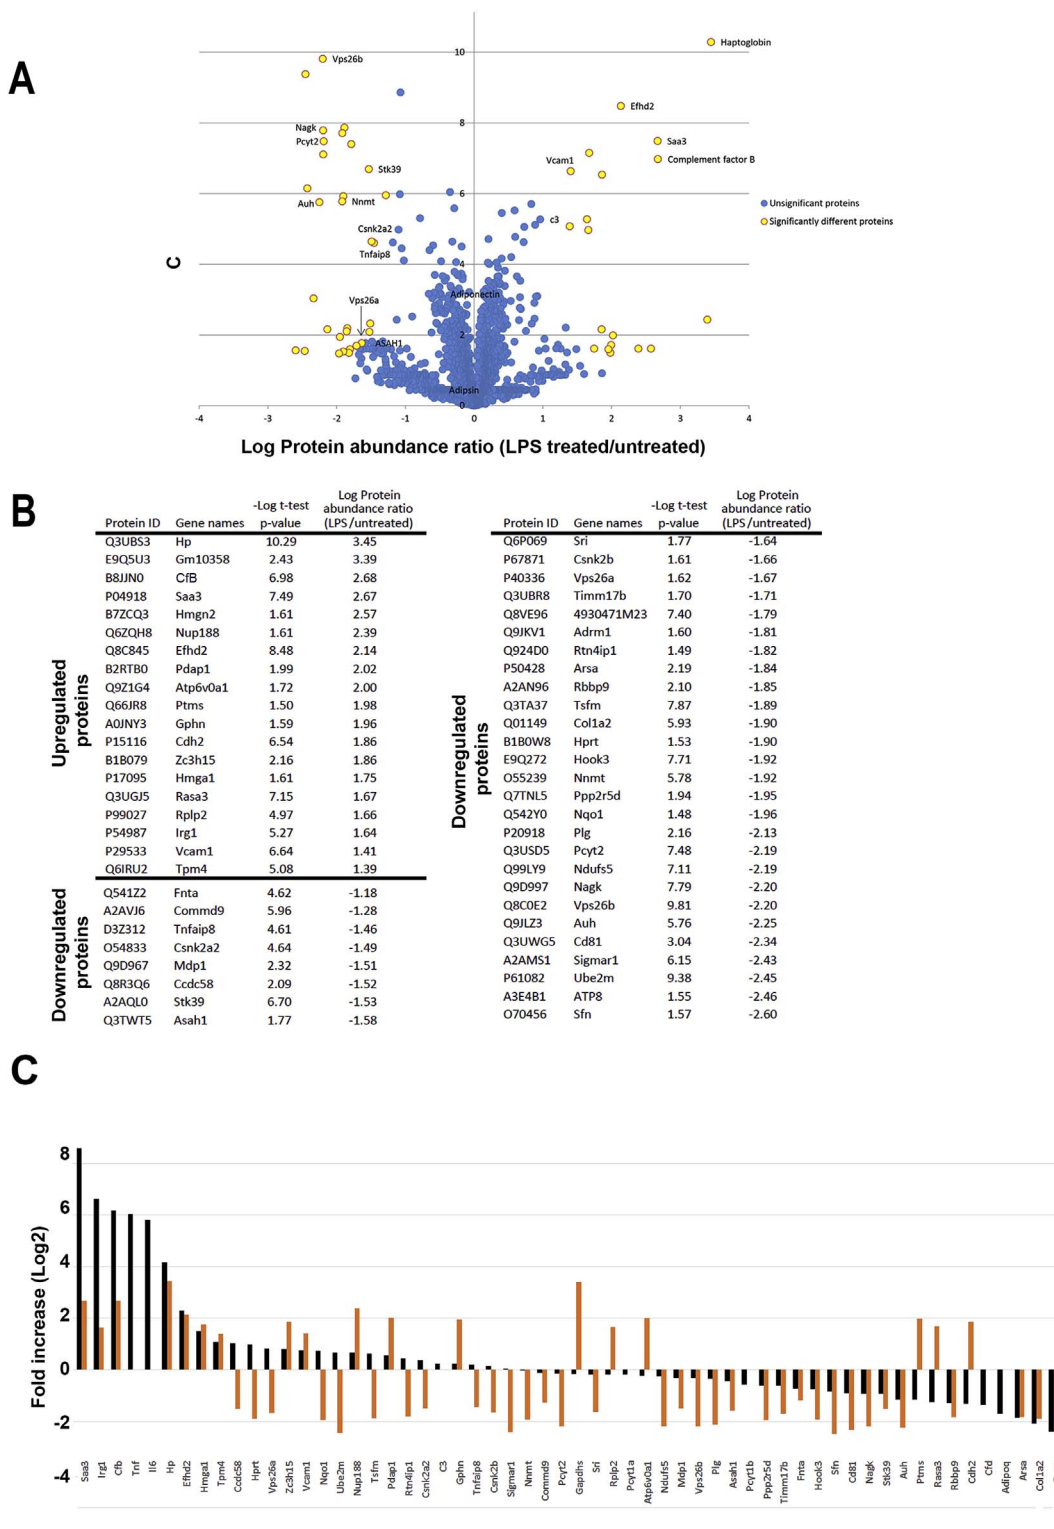 A
10
8
6
4
2
0
-4
-3
-2
-1
0
1
2
3
4
C
Haptoglobin
Vps26b
Efhd2
Nagk
Pcyt2
Saa3
Complement factor B
Vcam1
Stk39
Auh
Nnmt
Csnk2a2
Tnfaip8
c3
Unsignificant proteins
Significantly different proteins
Vps26a
Adiponectin
ASAH1
Adipsin
Log Protein abundance ratio (LPS treated/untreated)
B
Protein ID Gene names -Log t-test p-value Log Protein abundance ratio (LPS/untreated)
Upregulated proteins
Q3UBS3 Hp 10.29 3.45
E9Q5U3 Gm10358 2.43 3.39
B8JJN0 CfB 6.98 2.68
P04918 Saa3 7.49 2.67
B7ZCQ3 Hmgn2 1.61 2.57
Q6ZQH8 Nup188 1.61 2.39
Q8C845 Efhd2 8.48 2.14
B2RTB0 Pdap1 1.99 2.02
Q9Z1G4 Atp6v0a1 1.72 2.00
Q66JR8 Ptms 1.50 1.98
A0JNY3 Gphn 1.59 1.96
P15116 Cdh2 6.54 1.86
B1B079 Zc3h15 2.16 1.86
P17095 Hmga1 1.61 1.75
Q3UGJ5 Rasa3 7.15 1.67
P99027 Rplp2 4.97 1.66
P54987 Irg1 5.27 1.64
P29533 Vcam1 6.64 1.41
Q6IRU2 Tpm4 5.08 1.39
Downregulated proteins
Q541Z2 Fnta 4.62 -1.18
A2AVJ6 Commd9 5.96 -1.28
D3Z312 Tnfaip8 4.61 -1.46
O54833 Csnk2a2 4.64 -1.49
Q9D967 Mdp1 2.32 -1.51
Q8R3Q6 Ccdc58 2.09 -1.52
A2AQL0 Stk39 6.70 -1.53
Q3TWT5 Asah1 1.77 -1.58
Protein ID Gene names -Log t-test p-value Log Protein abundance ratio (LPS/untreated)
Downregulated proteins
Q6P069 Sri 1.77 -1.64
P67871 Csnk2b 1.61 -1.66
P40336 Vps26a 1.62 -1.67
Q3UBR8 Timm17b 1.70 -1.71
Q8VE96 4930471M23 7.40 -1.79
Q9JKV1 Adrm1 1.60 -1.81
Q924D0 Rtn4ip1 1.49 -1.82
P50428 Arsa 2.19 -1.84
A2AN96 Rbbp9 2.10 -1.85
Q3TA37 Tsfm 7.87 -1.89
Q01149 Col1a2 5.93 -1.90
B1B0W8 Hprt 1.53 -1.90
E9Q272 Hook3 7.71 -1.92
O55239 Nnmt 5.78 -1.92
Q7TNL5 Ppp2r5d 1.94 -1.95
Q542Y0 Nqo1 1.48 -1.96
P20918 Plg 2.16 -2.13
Q3USD5 Pcyt2 7.48 -2.19
Q99LY9 Ndufs5 7.11 -2.19
Q9D997 Nagk 7.79 -2.20
Q8C0E2 Vps26b 9.81 -2.20
Q9JLZ3 Auh 5.76 -2.25
Q3UWG5 Cd81 3.04 -2.34
A2AMS1 Sigmar1 6.15 -2.43
P61082 Ube2m 9.38 -2.45
A3E4B1 ATP8 1.55 -2.46
O70456 Sfn 1.57 -2.60
C
Fold increase (Log2)
8
6
4
2
0
-2
-4
Saa3
Irg1
Cfb
Tnf
Il6
Hp
Efhd2
Hmga1
Tpm4
Ccdc58
Hprt
Vps26a
Zc3h15
Vcam1
Nqo1
Ube2m
Nup188
Tsfm
Pdap1
Rtn4ip1
Csnk2a2
C3
Gphn
Tnfaip8
Csnk2b
Sigmar1
Nnmt
Commd9
Pcyt2
Gapdhs
Sri
Rplp2
Pcyt1a
Atp6v0a1
Ndufs5
Mdp1
Vps26b
Plg
Asah1
Pcyt1b
Ppp2r5d
Timm17b
Fnta
Hook3
Sfn
Cd81
Nagk
Stk39
Auh
Ptms
Rasa3
Rbbp9
Cdh2
Cfd
Adipoq
Arsa
Col1a2